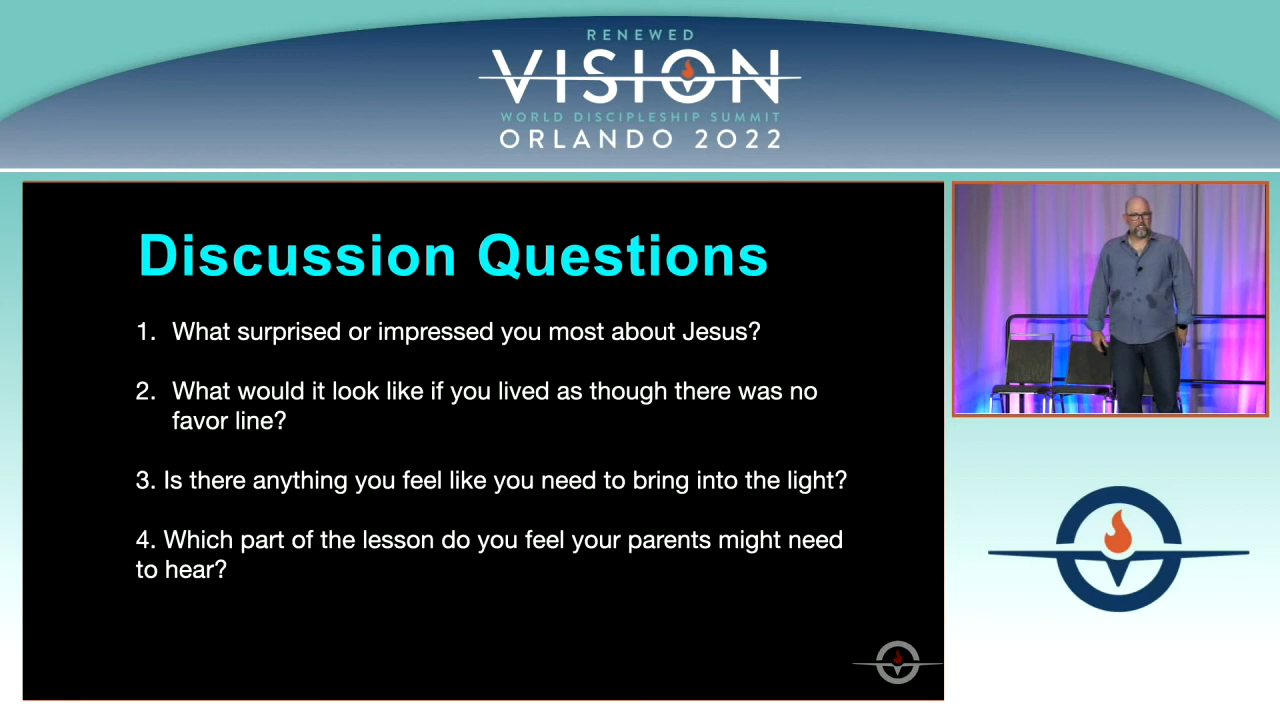 RENEWED
VISION
WORLD DISCIPLESHIP SUMMIT
ORLANDO 2022
Discussion Questions
1. What surprised or impressed you most about Jesus?
2. What would it look like if you lived as though there was no
favor line?
3. Is there anything you feel like you need to bring into the light?
4. Which part of the lesson do you feel your parents might need
to hear?